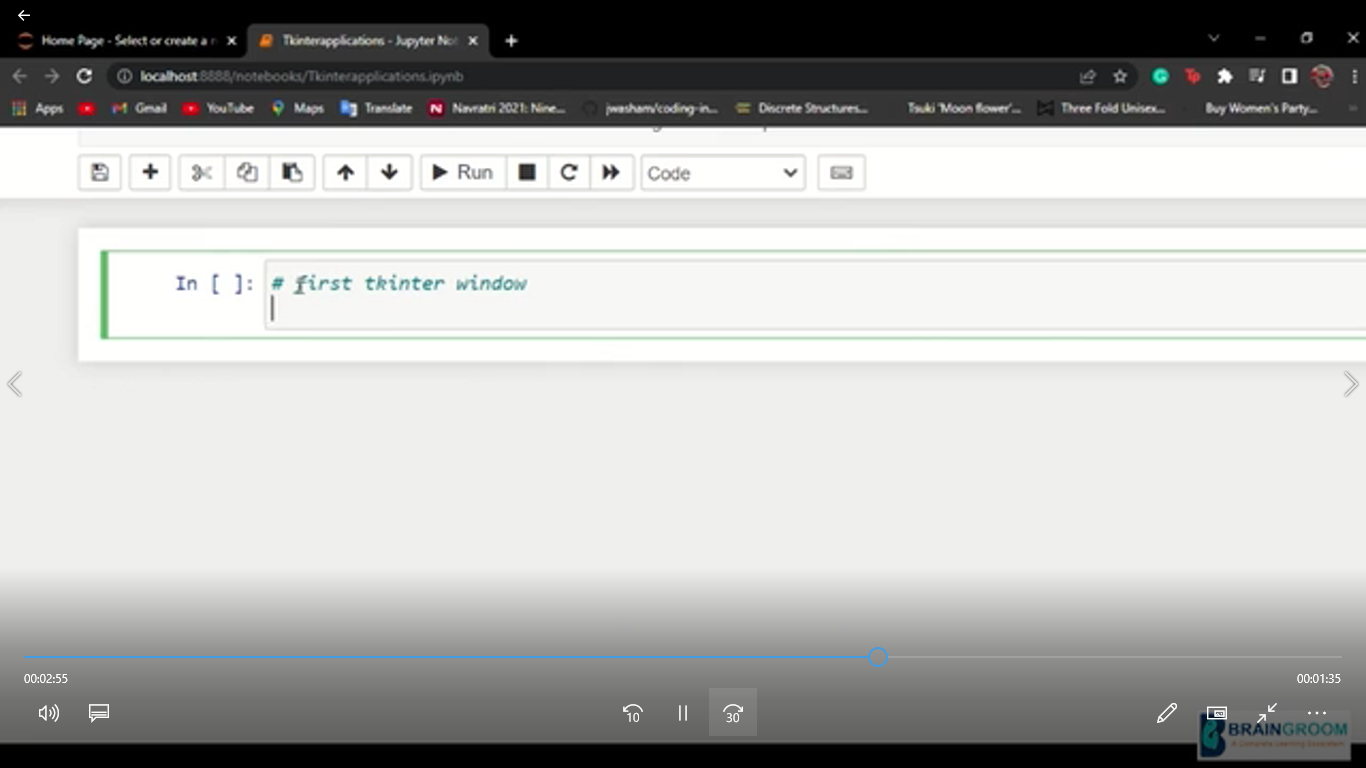 Home Page - Select or create a n
Tkinterapplications - Jupyter Not
localhost:8888/notebooks/Tkinterapplications.ipynb
Apps
Gmail
YouTube
Maps
Translate
Navratri 2021: Nine...
jwasham/coding-in...
Discrete Structures...
Tsuki 'Moon flower'...
Three Fold Unisex...
Buy Women's Party...
Run
Code
In [ ]: # first tkinter window
00:02:55
00:01:35
10
30
BRAINGROOM
A Complete Learning Ecosystem